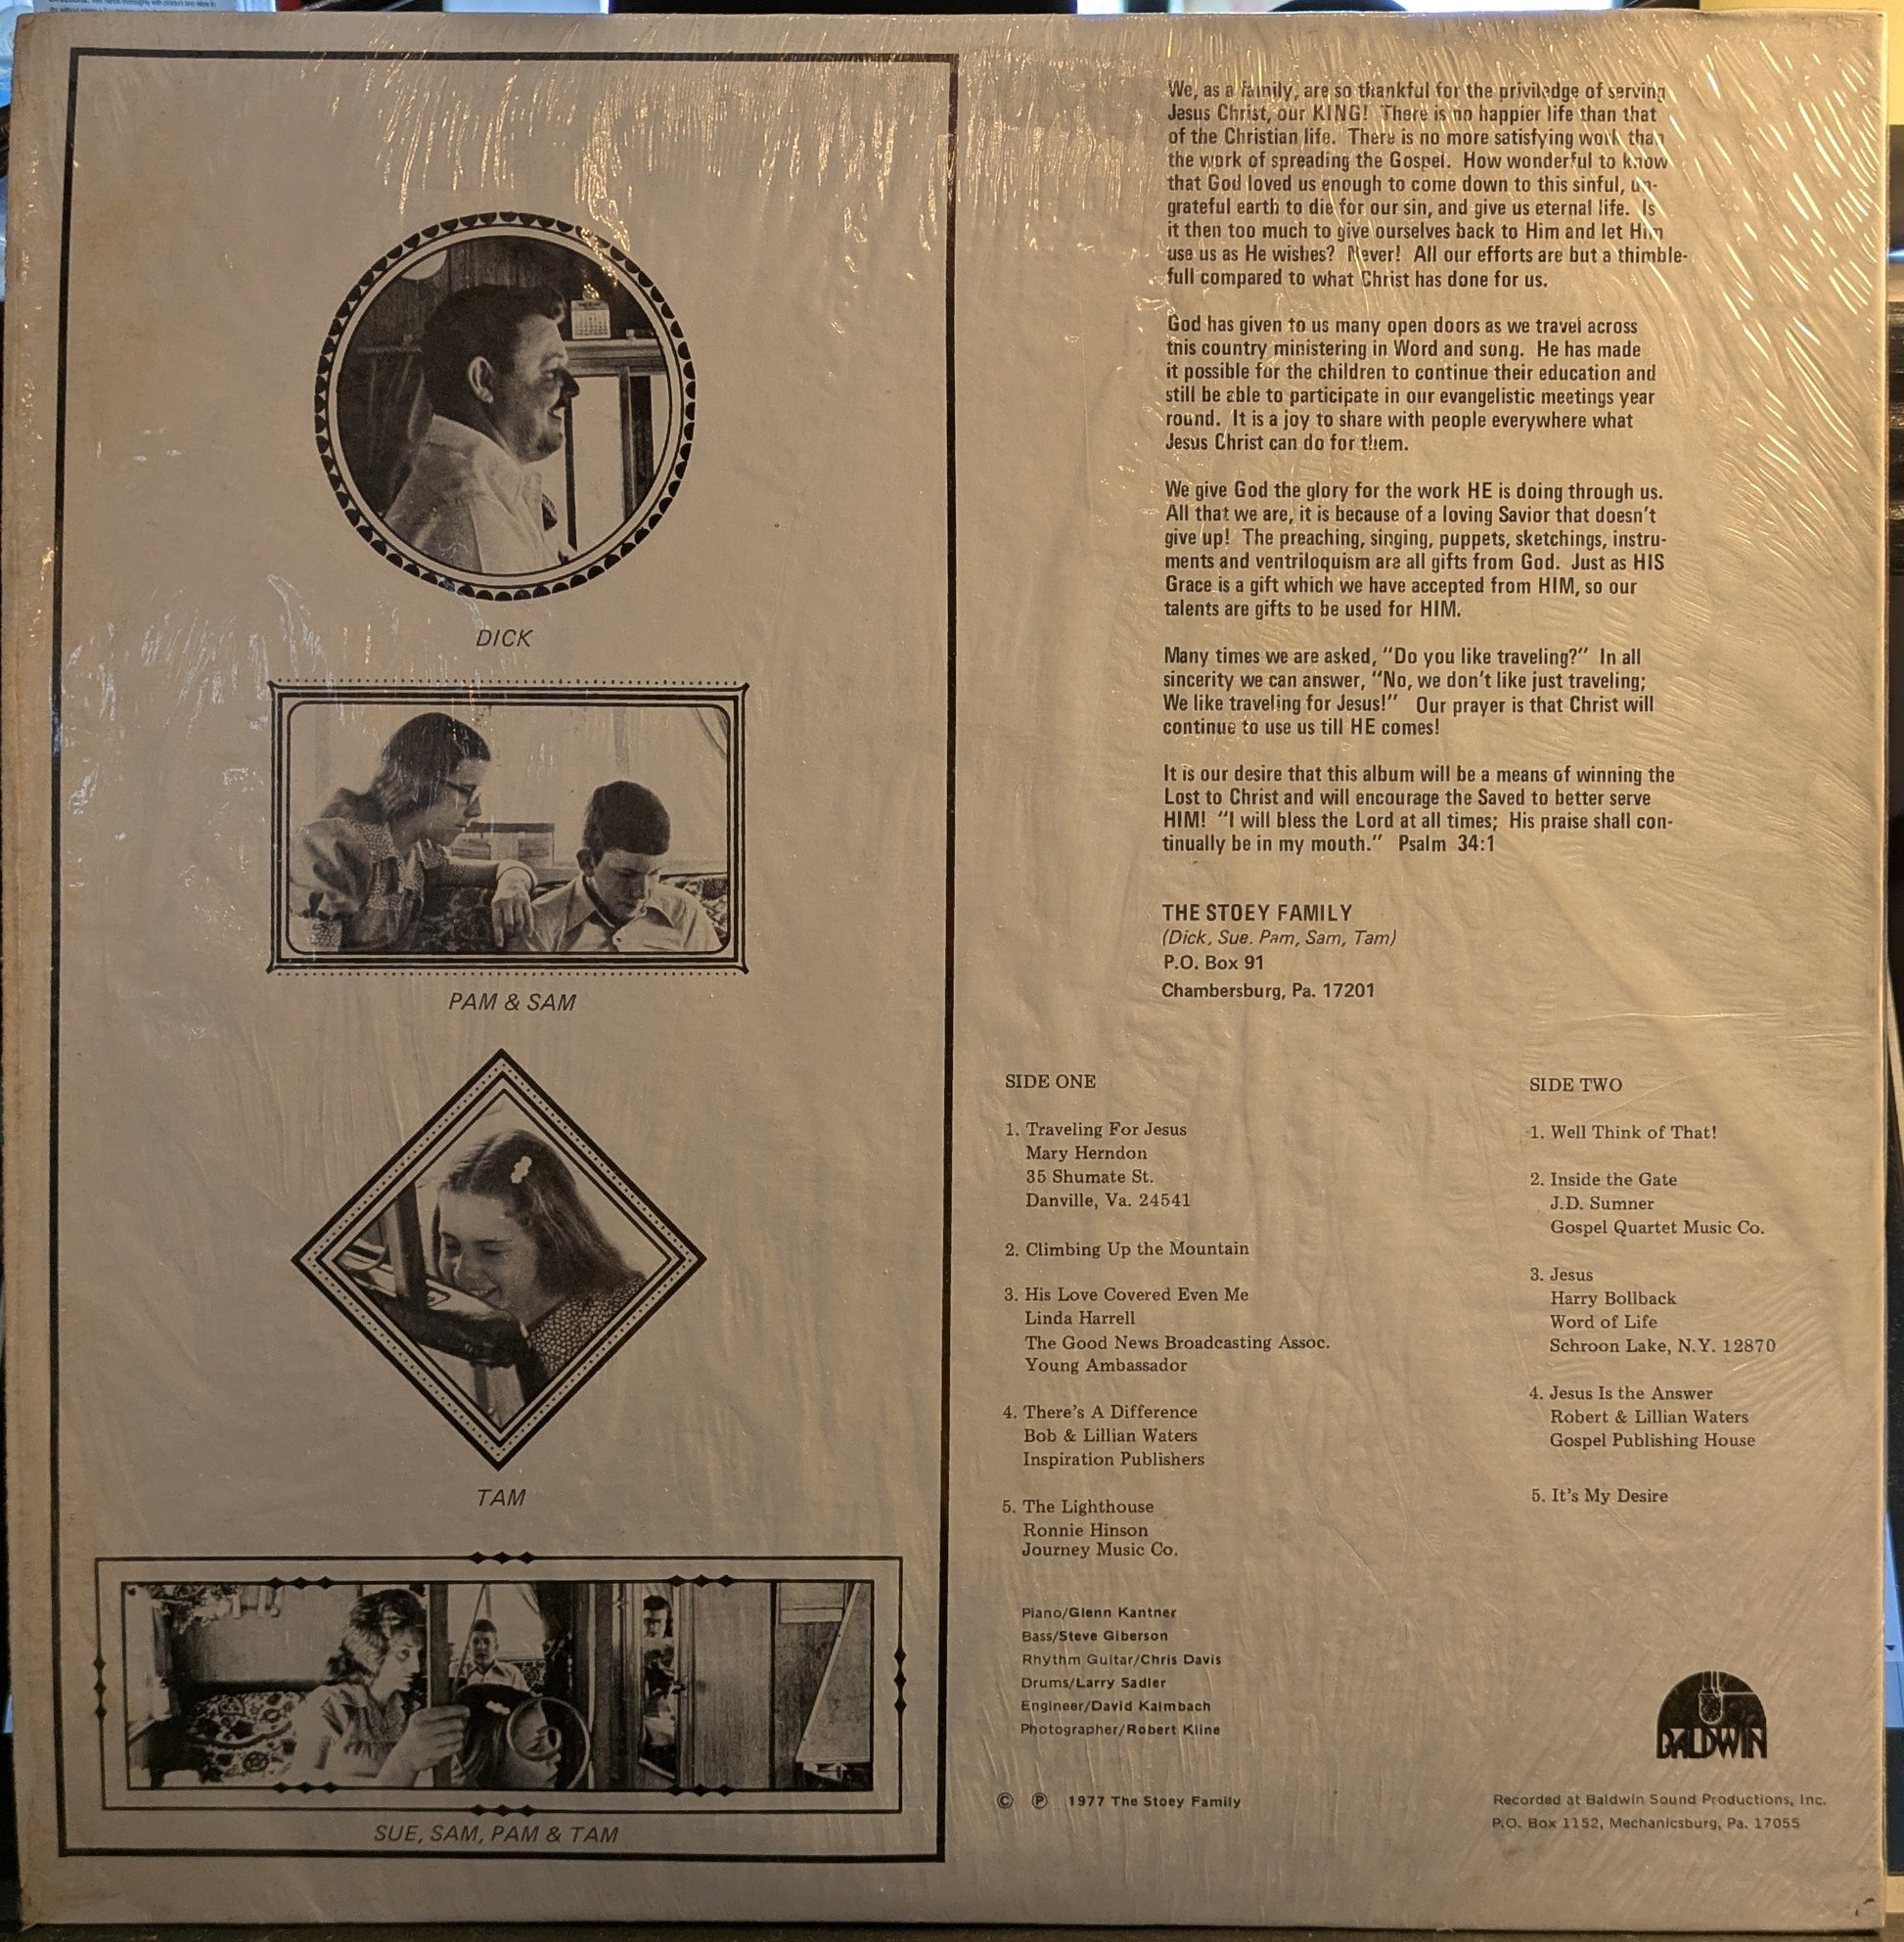 DICK
PAM & SAM
TAM
SUE, SAM, PAM & TAM
We, as a family, are so thankful for the priviledge of serving
Jesus Christ, our KING! There is no happier life than that
of the Christian life. There is no more satisfying work than
the work of spreading the Gospel. How wonderful to know
that God loved us enough to come down to this sinful, un-
grateful earth to die for our sin, and give us eternal life. Is
it then too much to give ourselves back to Him and let Him
use us as He wishes? Never! All our efforts are but a thimble-
full compared to what Christ has done for us.
God has given to us many open doors as we travel across
this country ministering in Word and song. He has made
it possible for the children to continue their education and
still be able to participate in our evangelistic meetings year
round. It is a joy to share with people everywhere what
Jesus Christ can do for them.
We give God the glory for the work HE is doing through us.
All that we are, it is because of a loving Savior that doesn't
give up! The preaching, singing, puppets, sketchings, instru-
ments and ventriloquism are all gifts from God. Just as HIS
Grace is a gift which we have accepted from HIM, so our
talents are gifts to be used for HIM.
Many times we are asked, "Do you like traveling?" In all
sincerity we can answer, "No, we don't like just traveling;
We like traveling for Jesus!" Our prayer is that Christ will
continue to use us till HE comes!
It is our desire that this album will be a means of winning the
Lost to Christ and will encourage the Saved to better serve
HIM! "I will bless the Lord at all times; His praise shall con-
tinually be in my mouth." Psalm 34:1
THE STOEY FAMILY
(Dick, Sue. Pam, Sam, Tam)
P.O. Box 91
Chambersburg, Pa. 17201
SIDE ONE
1. Traveling For Jesus
Mary Herndon
35 Shumate St.
Danville, Va. 24541
2. Climbing Up the Mountain
3. His Love Covered Even Me
Linda Harrell
The Good News Broadcasting Assoc.
Young Ambassador
4. There's A Difference
Bob & Lillian Waters
Inspiration Publishers
5. The Lighthouse
Ronnie Hinson
Journey Music Co.
SIDE TWO
1. Well Think of That!
2. Inside the Gate
J.D. Sumner
Gospel Quartet Music Co.
3. Jesus
Harry Bollback
Word of Life
Schroon Lake, N.Y. 12870
4. Jesus Is the Answer
Robert & Lillian Waters
Gospel Publishing House
5. It's My Desire
Piano/Glenn Kantner
Bass/Steve Giberson
Rhythm Guitar/Chris Davis
Drums/Larry Sadler
Engineer/David Kalmbach
Photographer/Robert Kline
© ℗ 1977 The Stoey Family
BALDWIN
Recorded at Baldwin Sound Productions, Inc.
P.O. Box 1152, Mechanicsburg, Pa. 17055